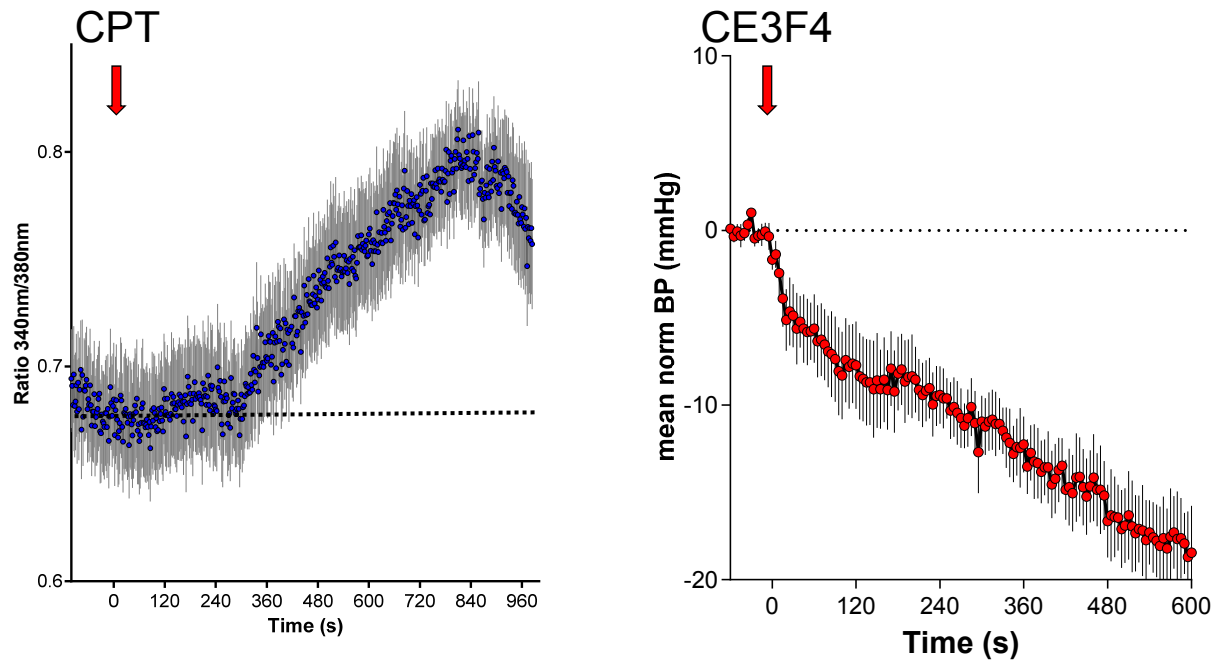 CPT
0.8
0.7
0.6
Ratio 340nm/380nm
0 120 240 360 480 600 720 840 960
Time (s)
CE3F4
10
0
-10
-20
mean norm BP (mmHg)
0 120 240 360 480 600
Time (s)